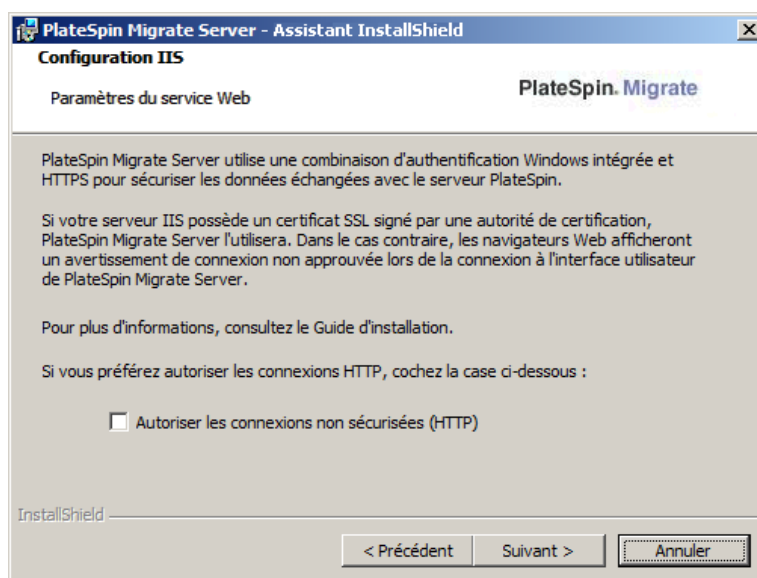 PlateSpin Migrate Server - Assistant InstallShield
Configuration IIS
Paramètres du service Web
PlateSpin. Migrate
PlateSpin Migrate Server utilise une combinaison d'authentification Windows intégrée et
HTTPS pour sécuriser les données échangées avec le serveur PlateSpin.
Si votre serveur IIS possède un certificat SSL signé par une autorité de certification,
PlateSpin Migrate Server l'utilisera. Dans le cas contraire, les navigateurs Web afficheront
un avertissement de connexion non approuvée lors de la connexion à l'interface utilisateur
de PlateSpin Migrate Server.
Pour plus d'informations, consultez le Guide d'installation.
Si vous préférez autoriser les connexions HTTP, cochez la case ci-dessous :
Autoriser les connexions non sécurisées (HTTP)
InstallShield
< Précédent Suivant > Annuler